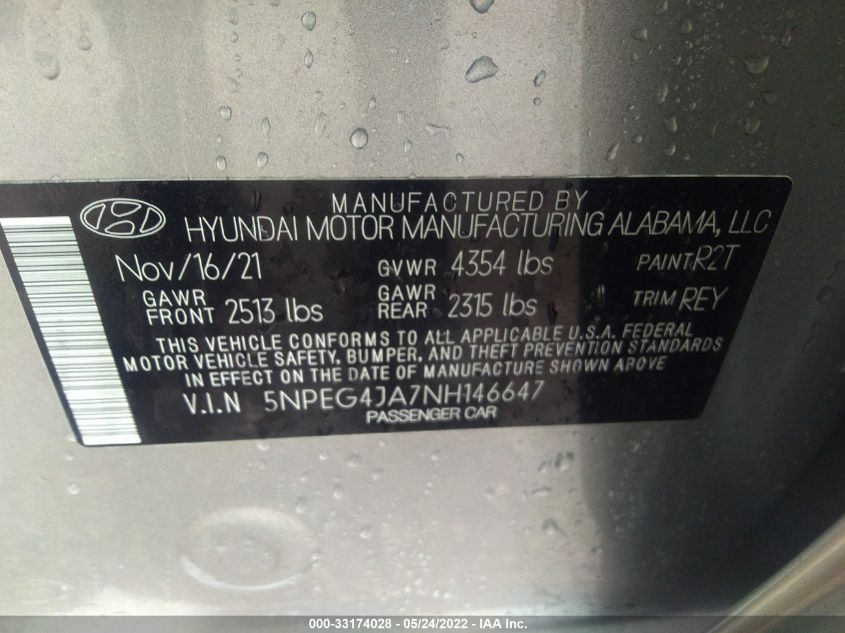 MANUFACTURED BY
HYUNDAI MOTOR MANUFACTURING ALABAMA, LLC
Nov/16/21 GVWR 4354 lbs PAINT:R2T
GAWR FRONT 2513 lbs GAWR REAR 2315 lbs TRIM REY
THIS VEHICLE CONFORMS TO ALL APPLICABLE U.S.A. FEDERAL
MOTOR VEHICLE SAFETY, BUMPER, AND THEFT PREVENTION STANDARDS
IN EFFECT ON THE DATE OF MANUFACTURE SHOWN ABOVE
V.I.N 5NPEG4JA7NH146647
PASSENGER CAR
000-33174028 - 05/24/2022 - IAA Inc.